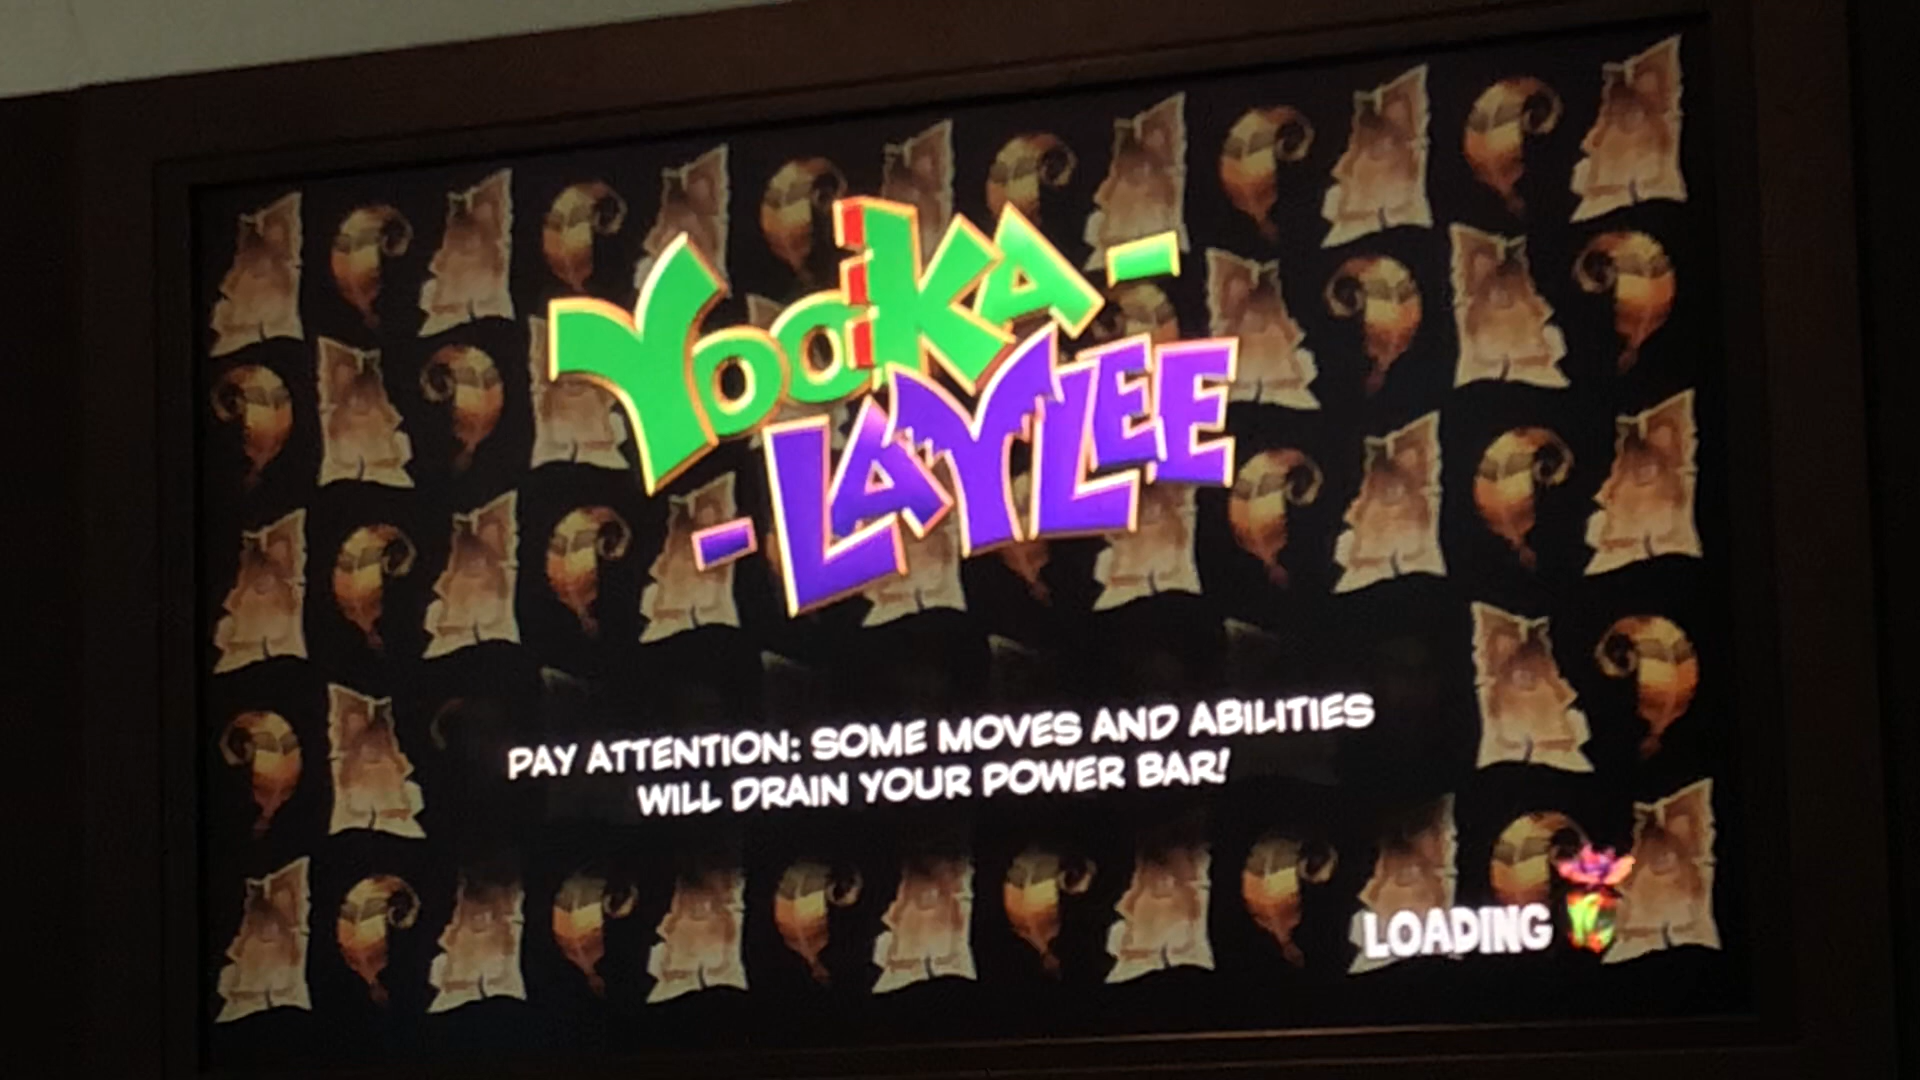 YOOKA-
-LAYLEE
PAY ATTENTION: SOME MOVES AND ABILITIES
WILL DRAIN YOUR POWER BAR!
LOADING